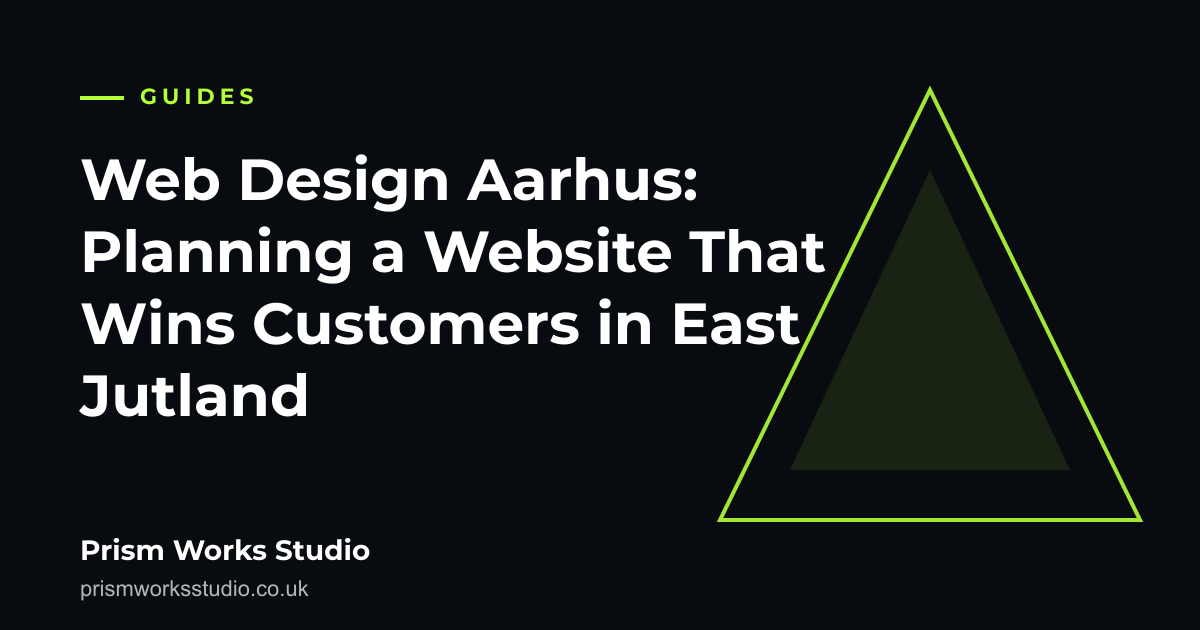 GUIDES
Web Design Aarhus:
Planning a Website That
Wins Customers in East
Jutland
Prism Works Studio
prismworksstudio.co.uk